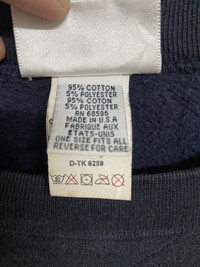 95% COTTON
5% POLYESTER
95% COTON
5% POLYESTER
RN 68596
MADE IN U.S.A
FABRIQUE AUX
ETATS-UNIS
ONE SIZE FITS ALL
REVERSE FOR CARE
D-TK 6259